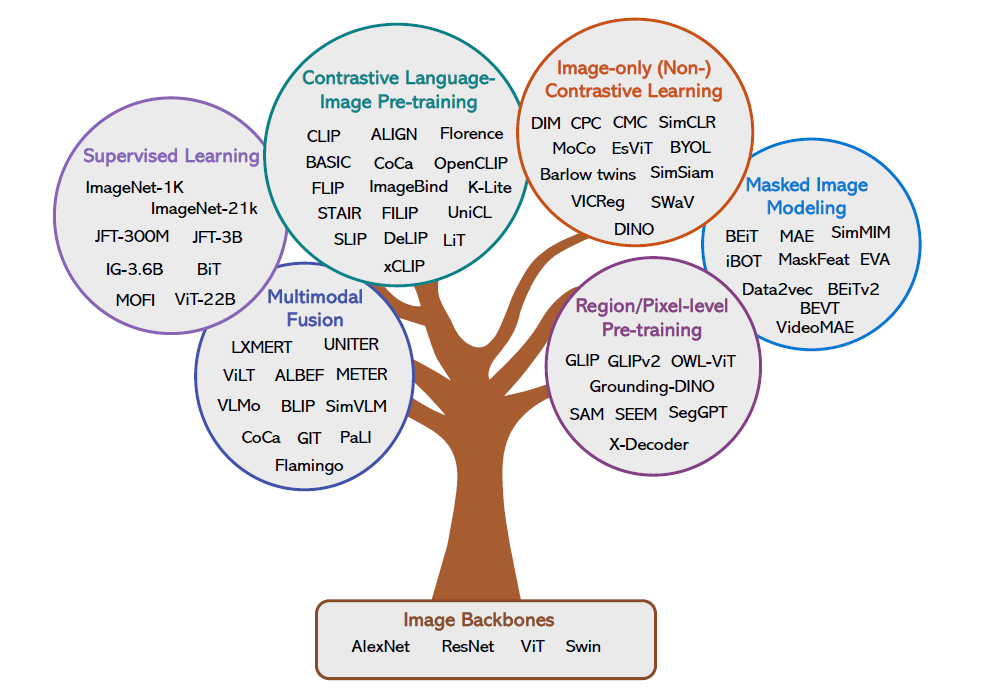 Supervised Learning
ImageNet-1K
ImageNet-21k
JFT-300M JFT-3B
IG-3.6B BiT
MOFI ViT-22B
Contrastive Language-
Image Pre-training
CLIP ALIGN Florence
BASIC CoCa OpenCLIP
FLIP ImageBind K-Lite
STAIR FILIP UniCL
SLIP DeLIP LiT
xCLIP
Image-only (Non-)
Contrastive Learning
DIM CPC CMC SimCLR
MoCo EsViT BYOL
Barlow twins SimSiam
VICReg SWaV
DINO
Masked Image
Modeling
BEiT MAE SimMIM
iBOT MaskFeat EVA
Data2vec BEiTv2
BEVT
VideoMAE
Multimodal
Fusion
LXMERT UNITER
ViLT ALBEF METER
VLMo BLIP SimVLM
CoCa GIT PaLI
Flamingo
Region/Pixel-level
Pre-training
GLIP GLIPv2 OWL-ViT
Grounding-DINO
SAM SEEM SegGPT
X-Decoder
Image Backbones
AlexNet ResNet ViT Swin